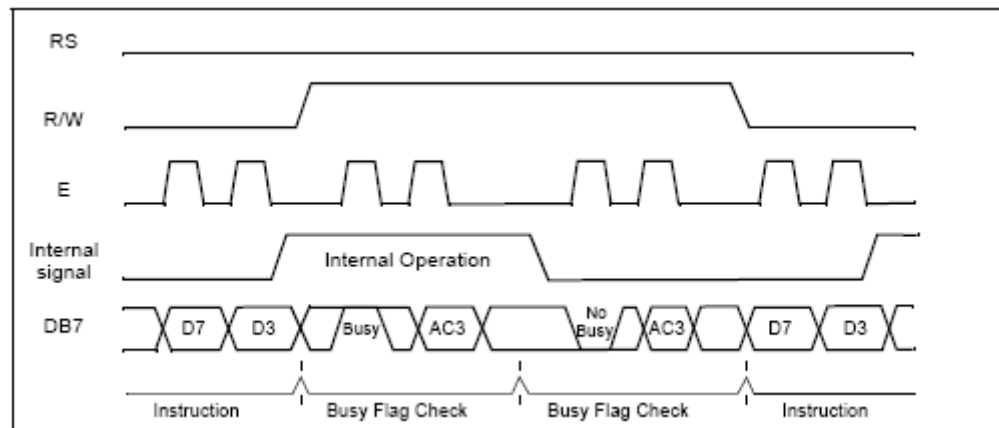 RS
R/W
E
Internal
signal
Internal Operation
DB7
D7 D3 Busy AC3 No
Busy AC3 D7 D3
Instruction Busy Flag Check Busy Flag Check Instruction